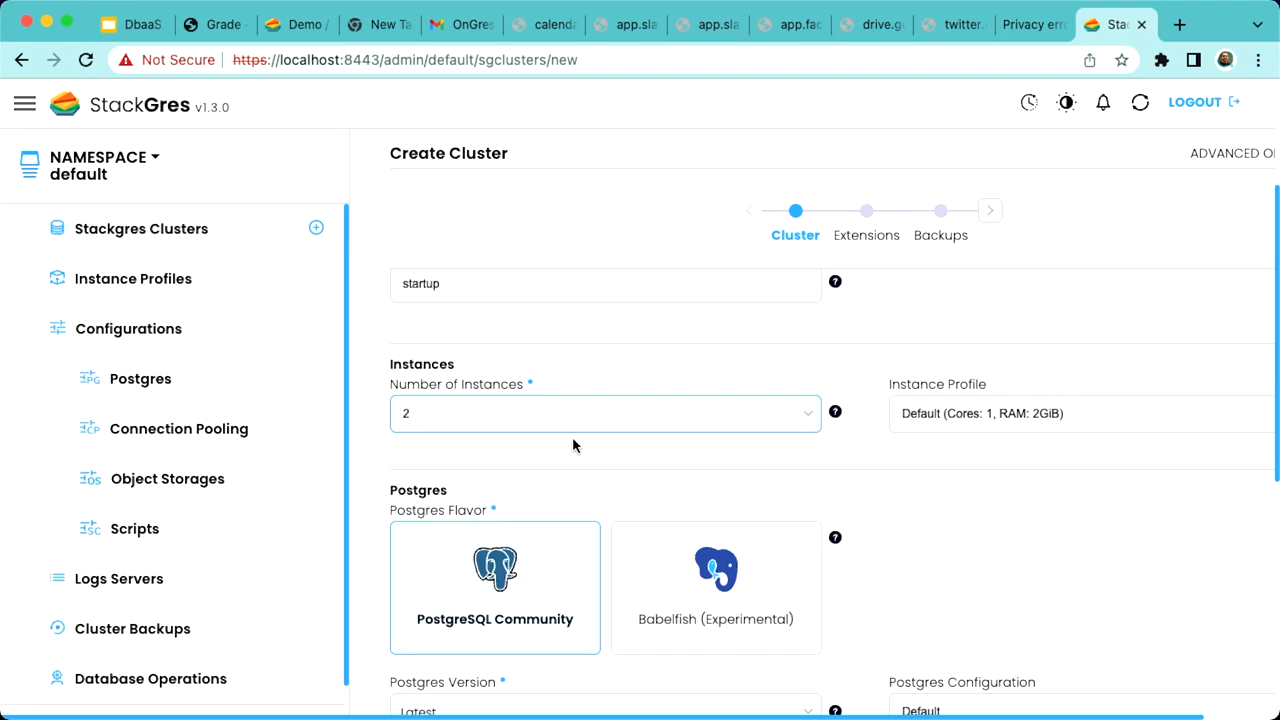 DbaaS
Grade
Demo /
New Ta
OnGres
calenda
app.sla
app.sla
app.fac
drive.go
twitter.
Privacy erro
Sta
Not Secure
https://localhost:8443/admin/default/sgclusters/new
StackGres v1.3.0
LOGOUT
NAMESPACE
default
Create Cluster
ADVANCED O
Cluster
Extensions
Backups
Stackgres Clusters
Instance Profiles
Configurations
Postgres
Connection Pooling
Object Storages
Scripts
Logs Servers
Cluster Backups
Database Operations
startup
Instances
Number of Instances *
Instance Profile
2
Default (Cores: 1, RAM: 2GiB)
Postgres
Postgres Flavor *
PostgreSQL Community
Babelfish (Experimental)
Postgres Version *
Postgres Configuration
Latest
Default